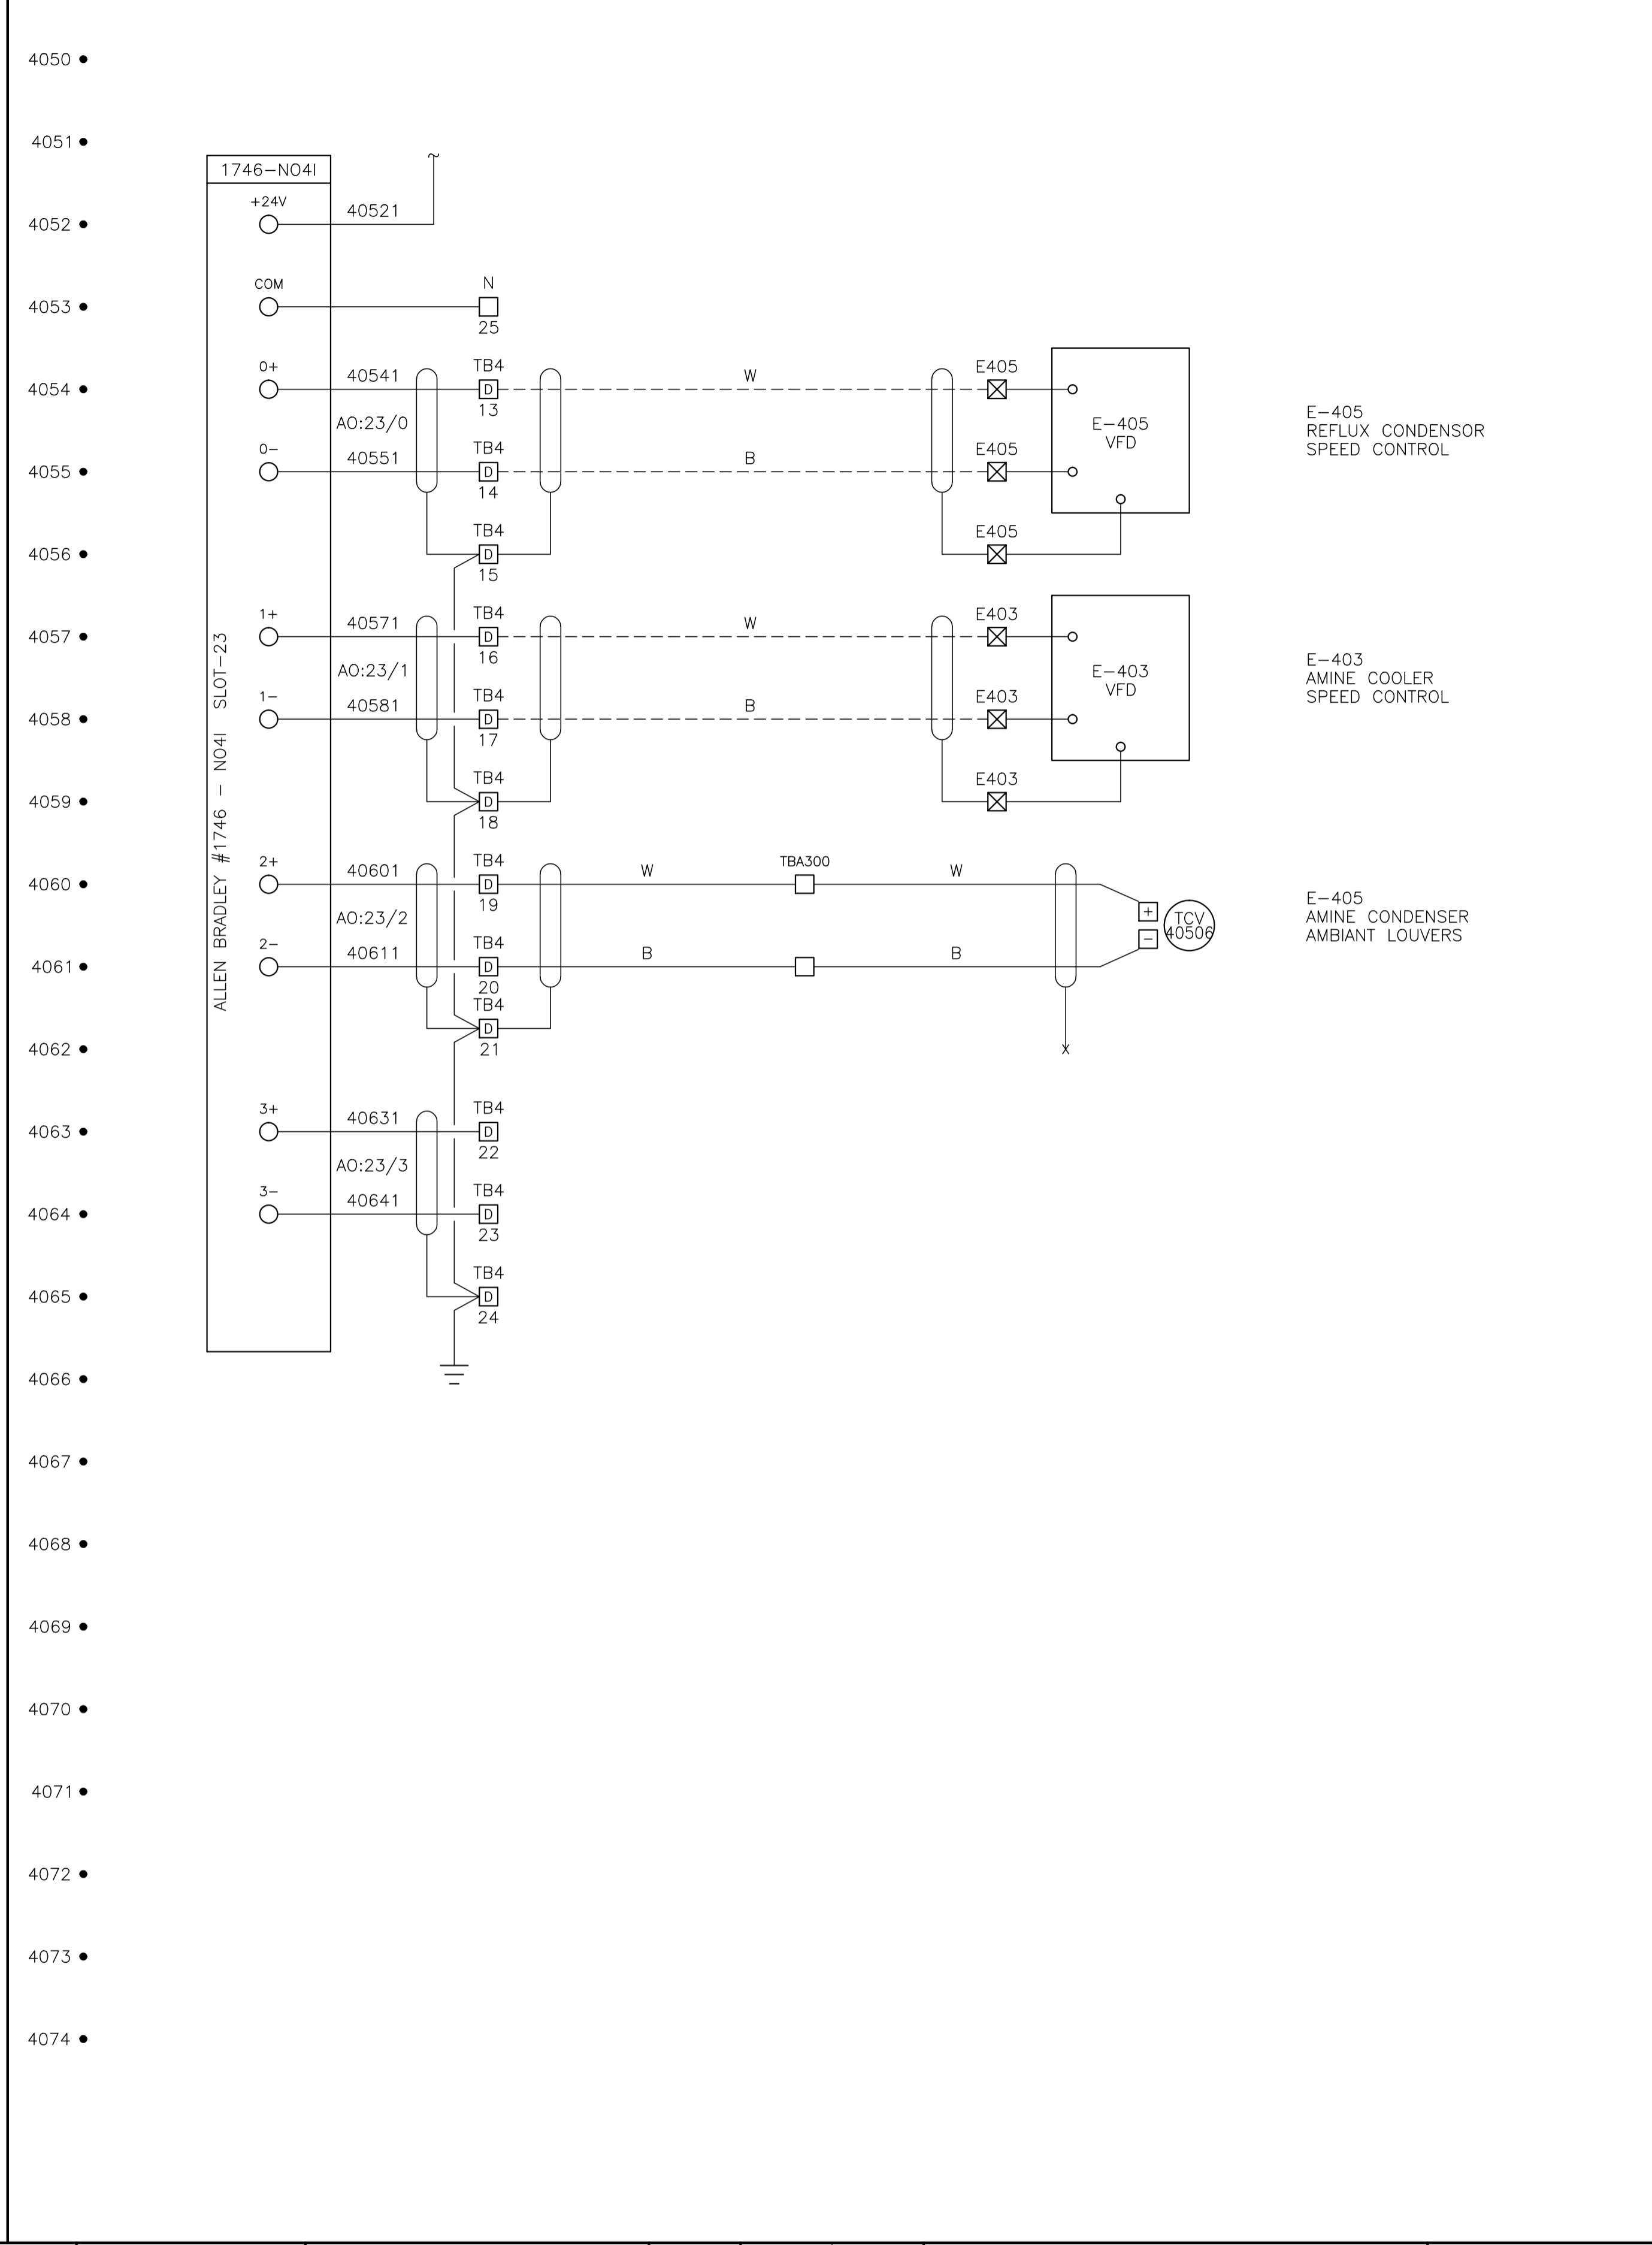 4050
4051
1746-NO4I
+24V
40521
4052
COM
N
4053
25
0+
40541
TB4
W
E405
4054
D
13
AO:23/0
E-405
VFD
E-405
REFLUX CONDENSOR
SPEED CONTROL
0-
40551
TB4
B
E405
4055
D
14
TB4
E405
4056
D
15
1+
40571
TB4
W
E403
4057
D
16
AO:23/1
E-403
VFD
E-403
AMINE COOLER
SPEED CONTROL
1-
40581
TB4
B
E403
4058
D
17
TB4
E403
4059
D
18
ALLEN BRADLEY #1746 - NO4I SLOT-23
2+
40601
TB4
W
TBA300
W
4060
D
19
AO:23/2
+
-
TCV
40506
E-405
AMINE CONDENSER
AMBIANT LOUVERS
2-
40611
TB4
B
B
4061
D
20
TB4
D
21
4062
X
3+
40631
TB4
4063
D
22
AO:23/3
3-
40641
TB4
4064
D
23
TB4
4065
D
24
4066
4067
4068
4069
4070
4071
4072
4073
4074